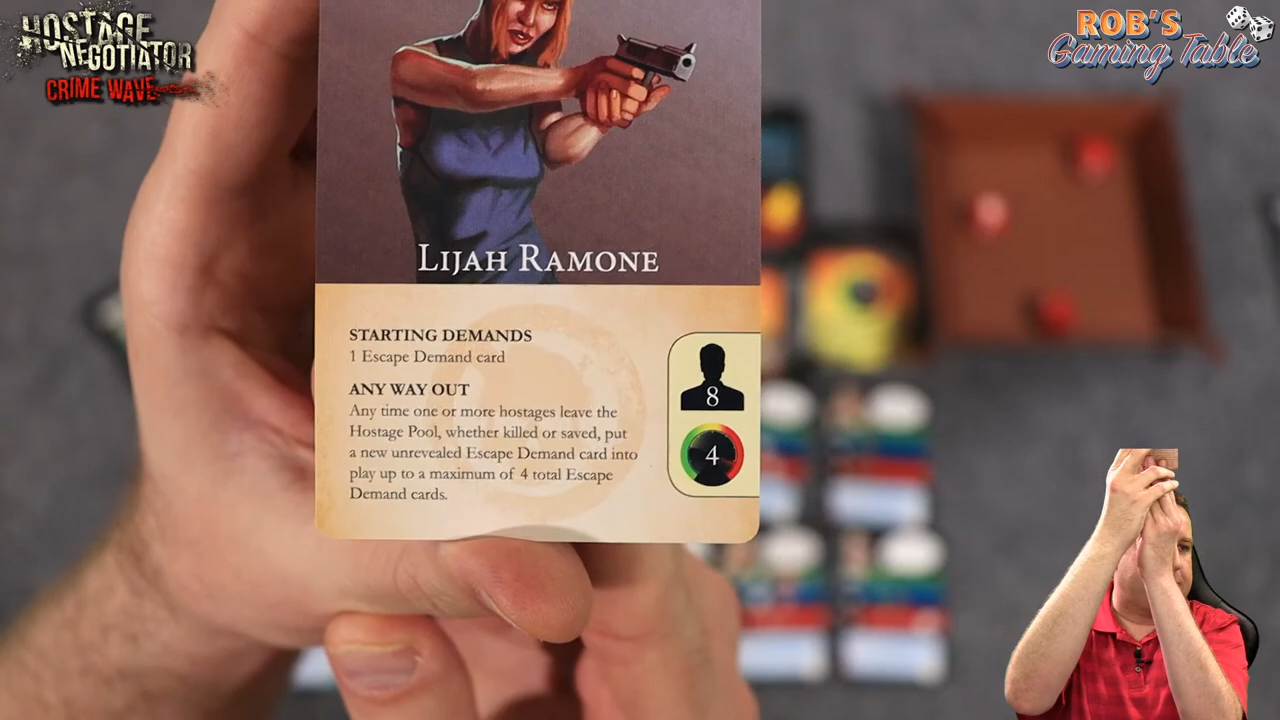 HOSTAGE
NEGOTIATOR
CRIME WAVE
ROB'S
Gaming Table
LIJAH RAMONE
STARTING DEMANDS
1 Escape Demand card
ANY WAY OUT
Any time one or more hostages leave the
Hostage Pool, whether killed or saved, put
a new unrevealed Escape Demand card into
play up to a maximum of 4 total Escape
Demand cards.
8
4